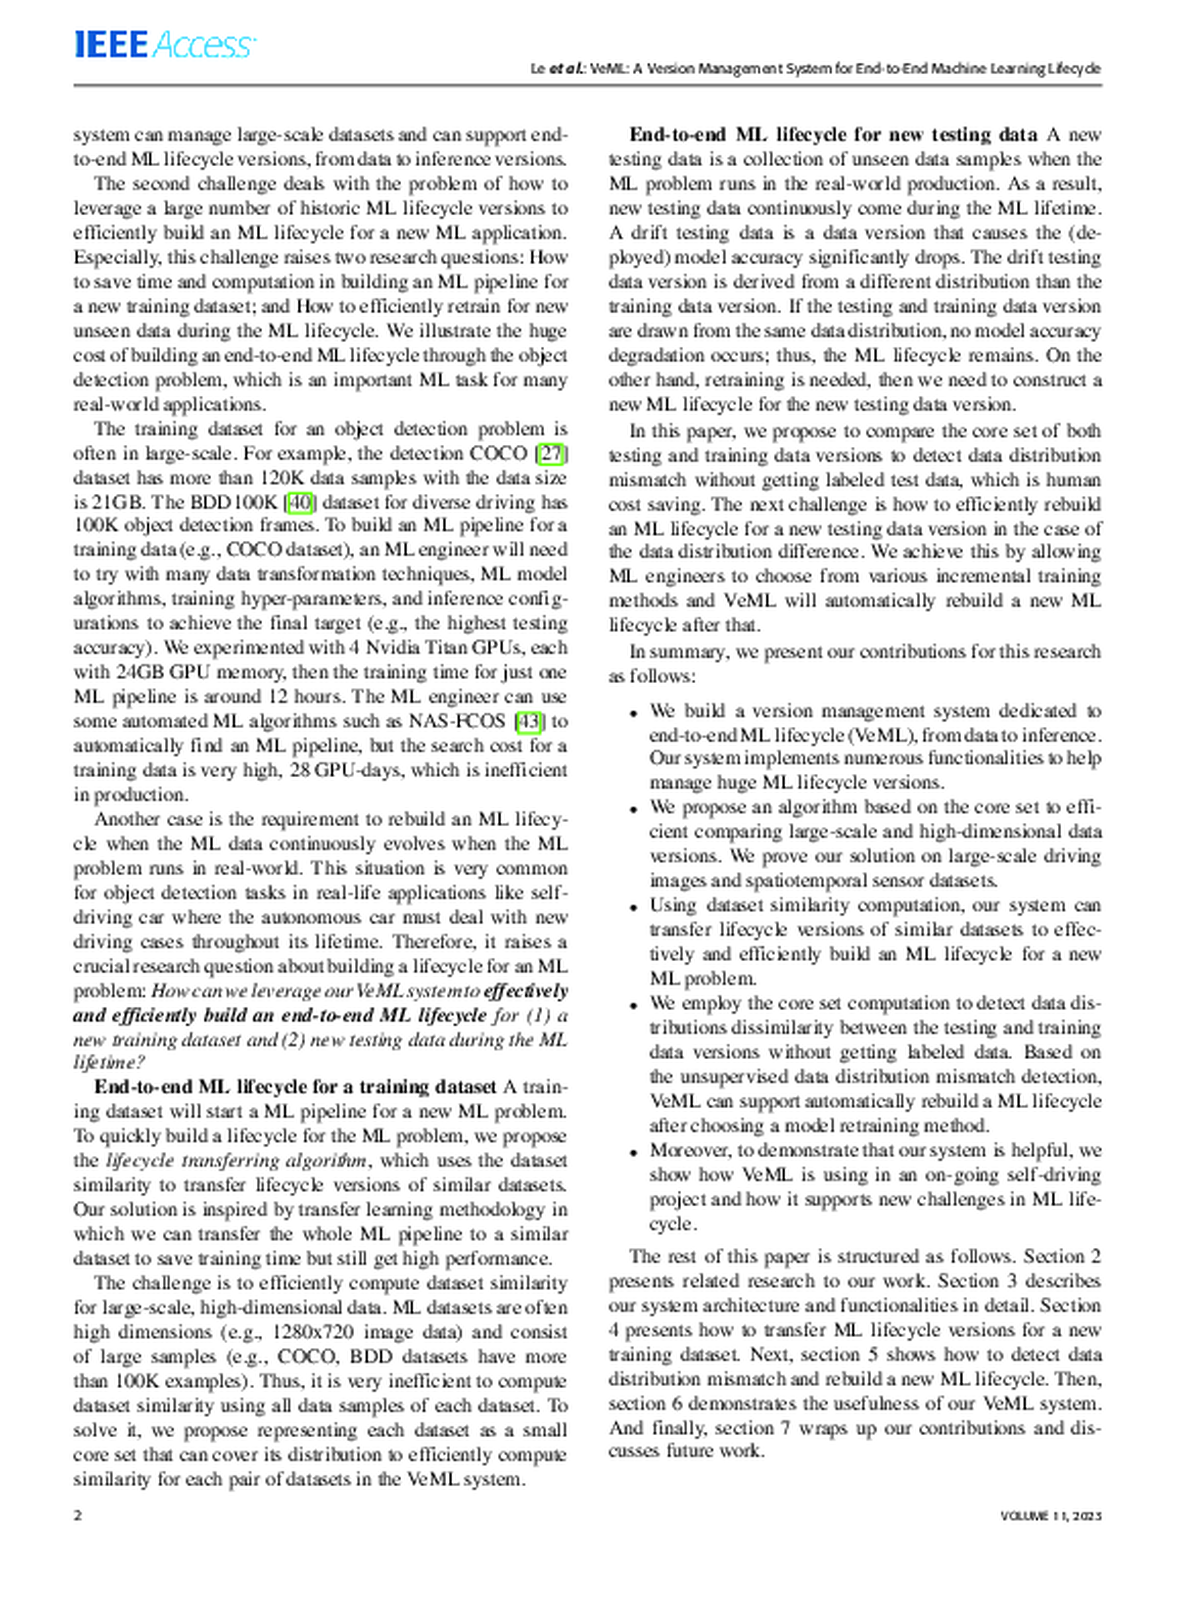 IEEE Access
Le et al.: VeML: A Version Management System for End-to-End Machine Learning Lifecycle
system can manage large-scale datasets and can support end-
to-end ML lifecycle versions, from data to inference versions.
The second challenge deals with the problem of how to
leverage a large number of historic ML lifecycle versions to
efficiently build an ML lifecycle for a new ML application.
Especially, this challenge raises two research questions: How
to save time and computation in building an ML pipeline for
a new training dataset; and How to efficiently retrain for new
unseen data during the ML lifecycle. We illustrate the huge
cost of building an end-to-end ML lifecycle through the object
detection problem, which is an important ML task for many
real-world applications.
The training dataset for an object detection problem is
often in large-scale. For example, the detection COCO [27]
dataset has more than 120K data samples with the data size
is 21GB. The BDD100K [40] dataset for diverse driving has
100K object detection frames. To build an ML pipeline for a
training data (e.g., COCO dataset), an ML engineer will need
to try with many data transformation techniques, ML model
algorithms, training hyper-parameters, and inference config-
urations to achieve the final target (e.g., the highest testing
accuracy). We experimented with 4 Nvidia Titan GPUs, each
with 24GB GPU memory, then the training time for just one
ML pipeline is around 12 hours. The ML engineer can use
some automated ML algorithms such as NAS-FCOS [43] to
automatically find an ML pipeline, but the search cost for a
training data is very high, 28 GPU-days, which is inefficient
in production.
Another case is the requirement to rebuild an ML lifecy-
cle when the ML data continuously evolves when the ML
problem runs in real-world. This situation is very common
for object detection tasks in real-life applications like self-
driving car where the autonomous car must deal with new
driving cases throughout its lifetime. Therefore, it raises a
crucial research question about building a lifecycle for an ML
problem: How can we leverage our VeML system to effectively
and efficiently build an end-to-end ML lifecycle for (1) a
new training dataset and (2) new testing data during the ML
lifetime?
End-to-end ML lifecycle for a training dataset A train-
ing dataset will start a ML pipeline for a new ML problem.
To quickly build a lifecycle for the ML problem, we propose
the lifecycle transferring algorithm, which uses the dataset
similarity to transfer lifecycle versions of similar datasets.
Our solution is inspired by transfer learning methodology in
which we can transfer the whole ML pipeline to a similar
dataset to save training time but still get high performance.
The challenge is to efficiently compute dataset similarity
for large-scale, high-dimensional data. ML datasets are often
high dimensions (e.g., 1280x720 image data) and consist
of large samples (e.g., COCO, BDD datasets have more
than 100K examples). Thus, it is very inefficient to compute
dataset similarity using all data samples of each dataset. To
solve it, we propose representing each dataset as a small
core set that can cover its distribution to efficiently compute
similarity for each pair of datasets in the VeML system.
End-to-end ML lifecycle for new testing data A new
testing data is a collection of unseen data samples when the
ML problem runs in the real-world production. As a result,
new testing data continuously come during the ML lifetime.
A drift testing data is a data version that causes the (de-
ployed) model accuracy significantly drops. The drift testing
data version is derived from a different distribution than the
training data version. If the testing and training data version
are drawn from the same data distribution, no model accuracy
degradation occurs; thus, the ML lifecycle remains. On the
other hand, retraining is needed, then we need to construct a
new ML lifecycle for the new testing data version.
In this paper, we propose to compare the core set of both
testing and training data versions to detect data distribution
mismatch without getting labeled test data, which is human
cost saving. The next challenge is how to efficiently rebuild
an ML lifecycle for a new testing data version in the case of
the data distribution difference. We achieve this by allowing
ML engineers to choose from various incremental training
methods and VeML will automatically rebuild a new ML
lifecycle after that.
In summary, we present our contributions for this research
as follows:
• We build a version management system dedicated to
end-to-end ML lifecycle (VeML), from data to inference.
Our system implements numerous functionalities to help
manage huge ML lifecycle versions.
• We propose an algorithm based on the core set to effi-
cient comparing large-scale and high-dimensional data
versions. We prove our solution on large-scale driving
images and spatiotemporal sensor datasets.
• Using dataset similarity computation, our system can
transfer lifecycle versions of similar datasets to effec-
tively and efficiently build an ML lifecycle for a new
ML problem.
• We employ the core set computation to detect data dis-
tributions dissimilarity between the testing and training
data versions without getting labeled data. Based on
the unsupervised data distribution mismatch detection,
VeML can support automatically rebuild a ML lifecycle
after choosing a model retraining method.
• Moreover, to demonstrate that our system is helpful, we
show how VeML is using in an on-going self-driving
project and how it supports new challenges in ML life-
cycle.
The rest of this paper is structured as follows. Section 2
presents related research to our work. Section 3 describes
our system architecture and functionalities in detail. Section
4 presents how to transfer ML lifecycle versions for a new
training dataset. Next, section 5 shows how to detect data
distribution mismatch and rebuild a new ML lifecycle. Then,
section 6 demonstrates the usefulness of our VeML system.
And finally, section 7 wraps up our contributions and dis-
cusses future work.
2
VOLUME 11, 2023